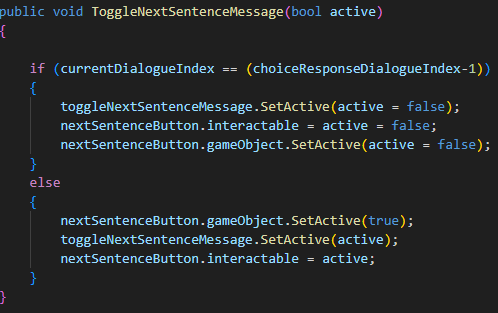 public void ToggleNextSentenceMessage(bool active)
{
if (currentDialogueIndex == (choiceResponseDialogueIndex-1))
{
toggleNextSentenceMessage.SetActive(active = false);
nextSentenceButton.interactable = active = false;
nextSentenceButton.gameObject.SetActive(active = false);
}
else
{
nextSentenceButton.gameObject.SetActive(true);
toggleNextSentenceMessage.SetActive(active);
nextSentenceButton.interactable = active;
}
}